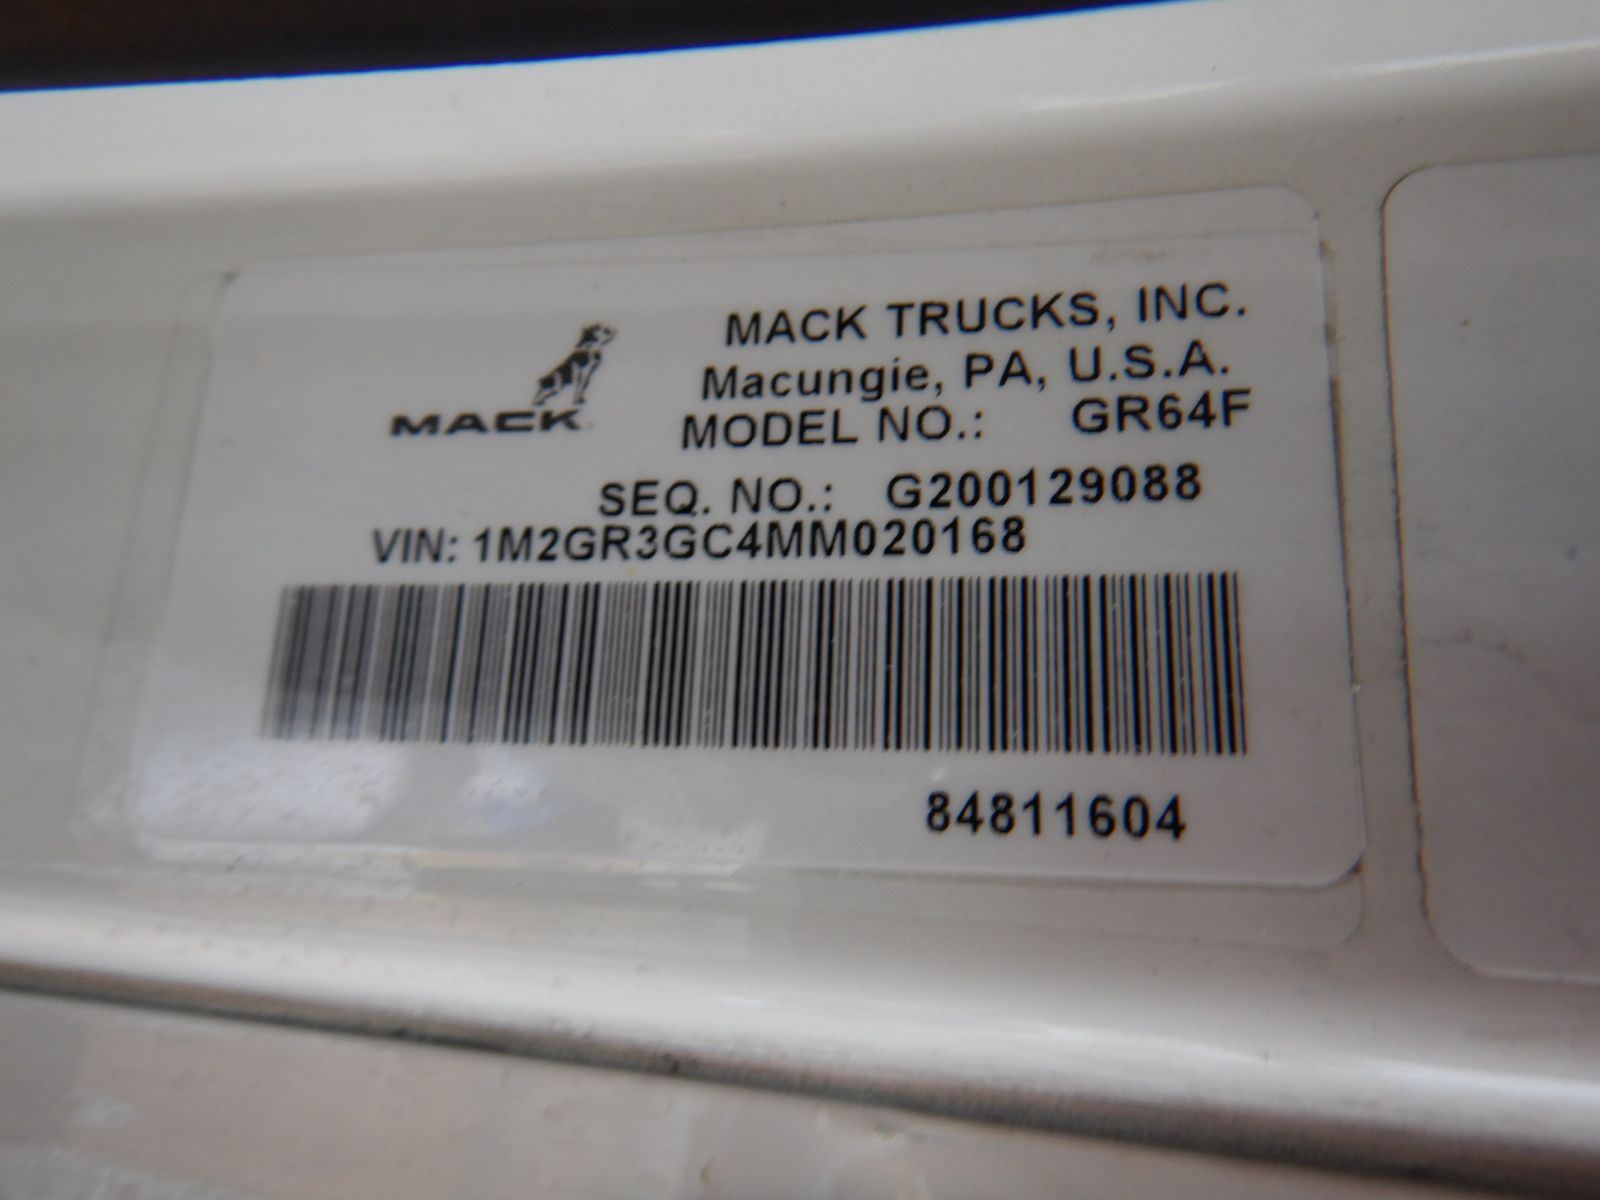 MACK TRUCKS, INC.
Macungie, PA, U.S.A.
MACK
MODEL NO.: GR64F
SEQ. NO.: G200129088
VIN: 1M2GR3GC4MM020168
84811604